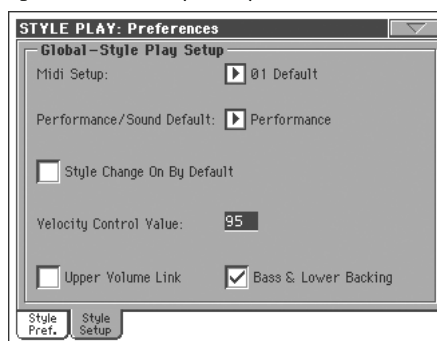 STYLE PLAY: Preferences
Global-Style Play Setup
Midi Setup: 01 Default
Performance/Sound Default: Performance
Style Change On By Default
Velocity Control Value: 95
Upper Volume Link Bass & Lower Backing
Style Pref. Style Setup